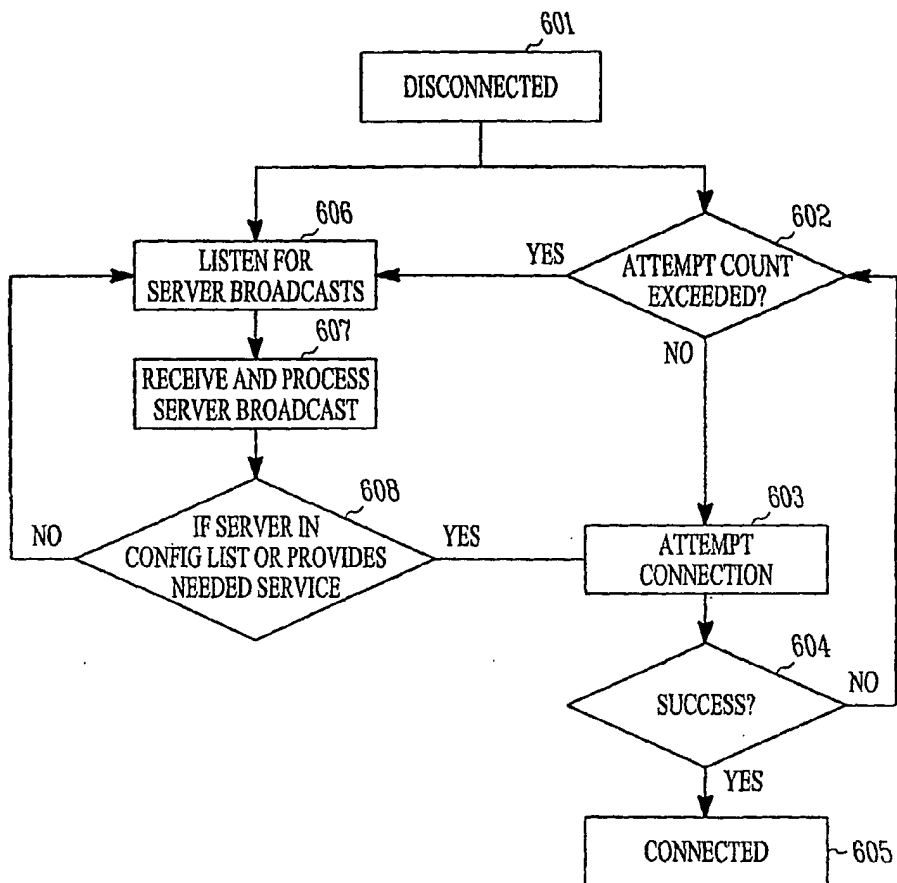 601
DISCONNECTED
606
LISTEN FOR
SERVER BROADCASTS
YES
602
ATTEMPT COUNT
EXCEEDED?
NO
607
RECEIVE AND PROCESS
SERVER BROADCAST
608
IF SERVER IN
CONFIG LIST OR PROVIDES
NEEDED SERVICE
NO
YES
603
ATTEMPT
CONNECTION
604
SUCCESS?
NO
YES
CONNECTED
605